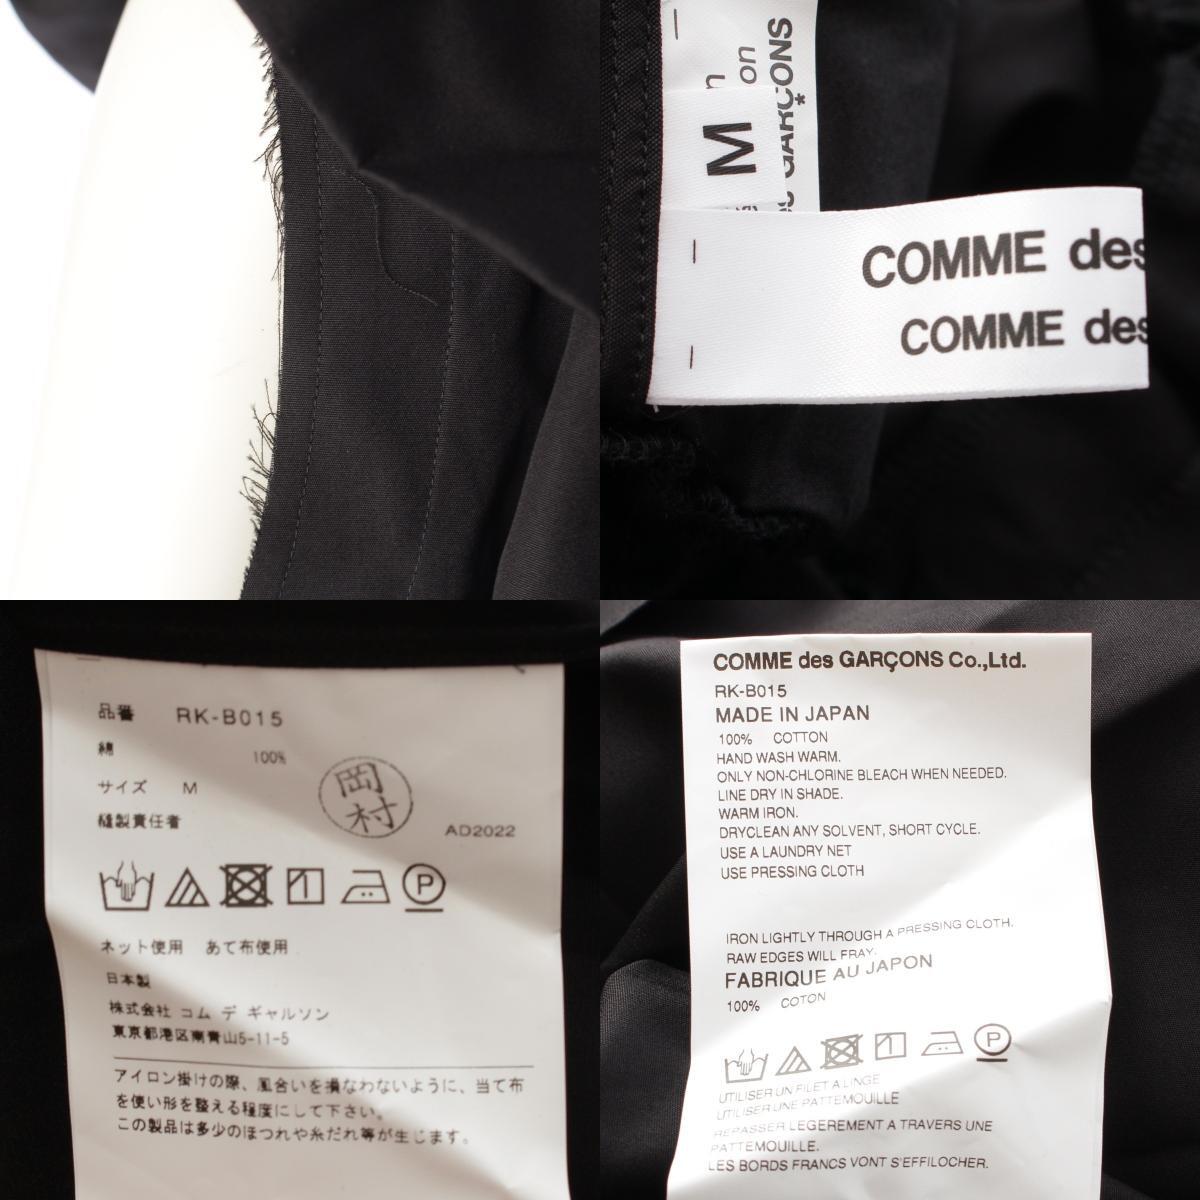 n
on
M
es GARÇONS
*
COMME des
COMME des
品番 RK-B015
綿 100%
サイズ M
縫製責任者
岡村
AD2022
P
ネット使用 あて布使用
日本製
株式会社 コム デ ギャルソン
東京都港区南青山5-11-5
アイロン掛けの際、風合いを損なわないように、当て布
を使い形を整える程度にして下さい。
この製品は多少のほつれや糸だれ等が生じます。
COMME des GARÇONS Co.,Ltd.
RK-B015
MADE IN JAPAN
100% COTTON
HAND WASH WARM.
ONLY NON-CHLORINE BLEACH WHEN NEEDED.
LINE DRY IN SHADE.
WARM IRON.
DRYCLEAN ANY SOLVENT, SHORT CYCLE.
USE A LAUNDRY NET
USE PRESSING CLOTH
IRON LIGHTLY THROUGH A PRESSING CLOTH.
RAW EDGES WILL FRAY.
FABRIQUE AU JAPON
100% COTON
P
UTILISER UN FILET A LINGE
UTILISER UNE PATTEMOUILLE
REPASSER LEGEREMENT A TRAVERS UNE
PATTEMOUILLE.
LES BORDS FRANCS VONT S'EFFILOCHER.